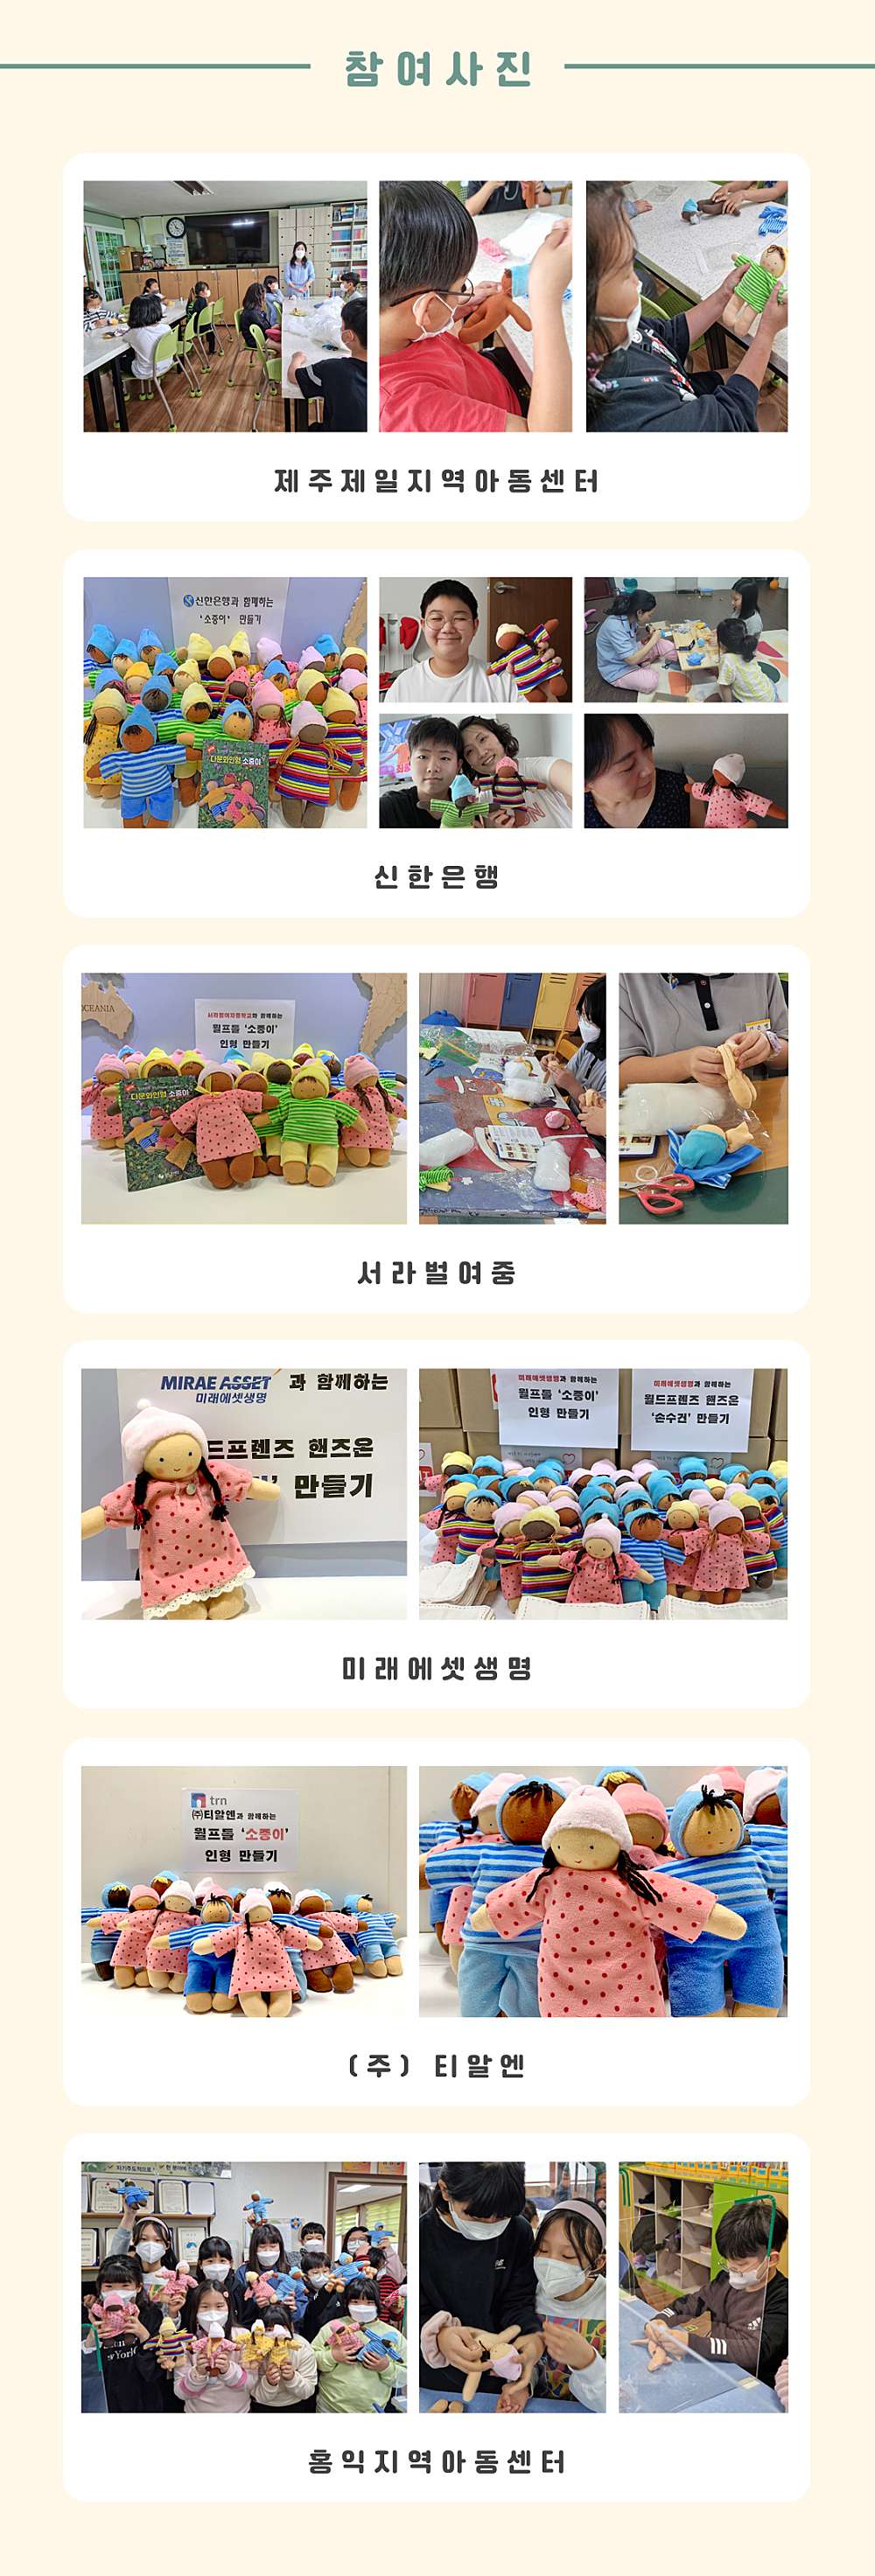 참여사진
제주제일지역아동센터
신한은행과 함께하는
'소중이' 만들기
다문화인형 소중이
신한은행
OCEANIA
서라벌여자중학교와 함께하는
월프들 '소중이'
인형 만들기
다문화인형 소중이
서라벌여중
MIRAE ASSET 과 함께하는
미래에셋생명
드프렌즈 핸즈온
만들기
미래에셋생명과 함께하는
월프들 '소중이'
인형 만들기
미래에셋생명과 함께하는
월드프렌즈 핸즈온
'손수건' 만들기
미래에셋생명
trn
(주)티알엔과 함께하는
월프들 '소중이'
인형 만들기
(주) 티알엔
홍익지역아동센터